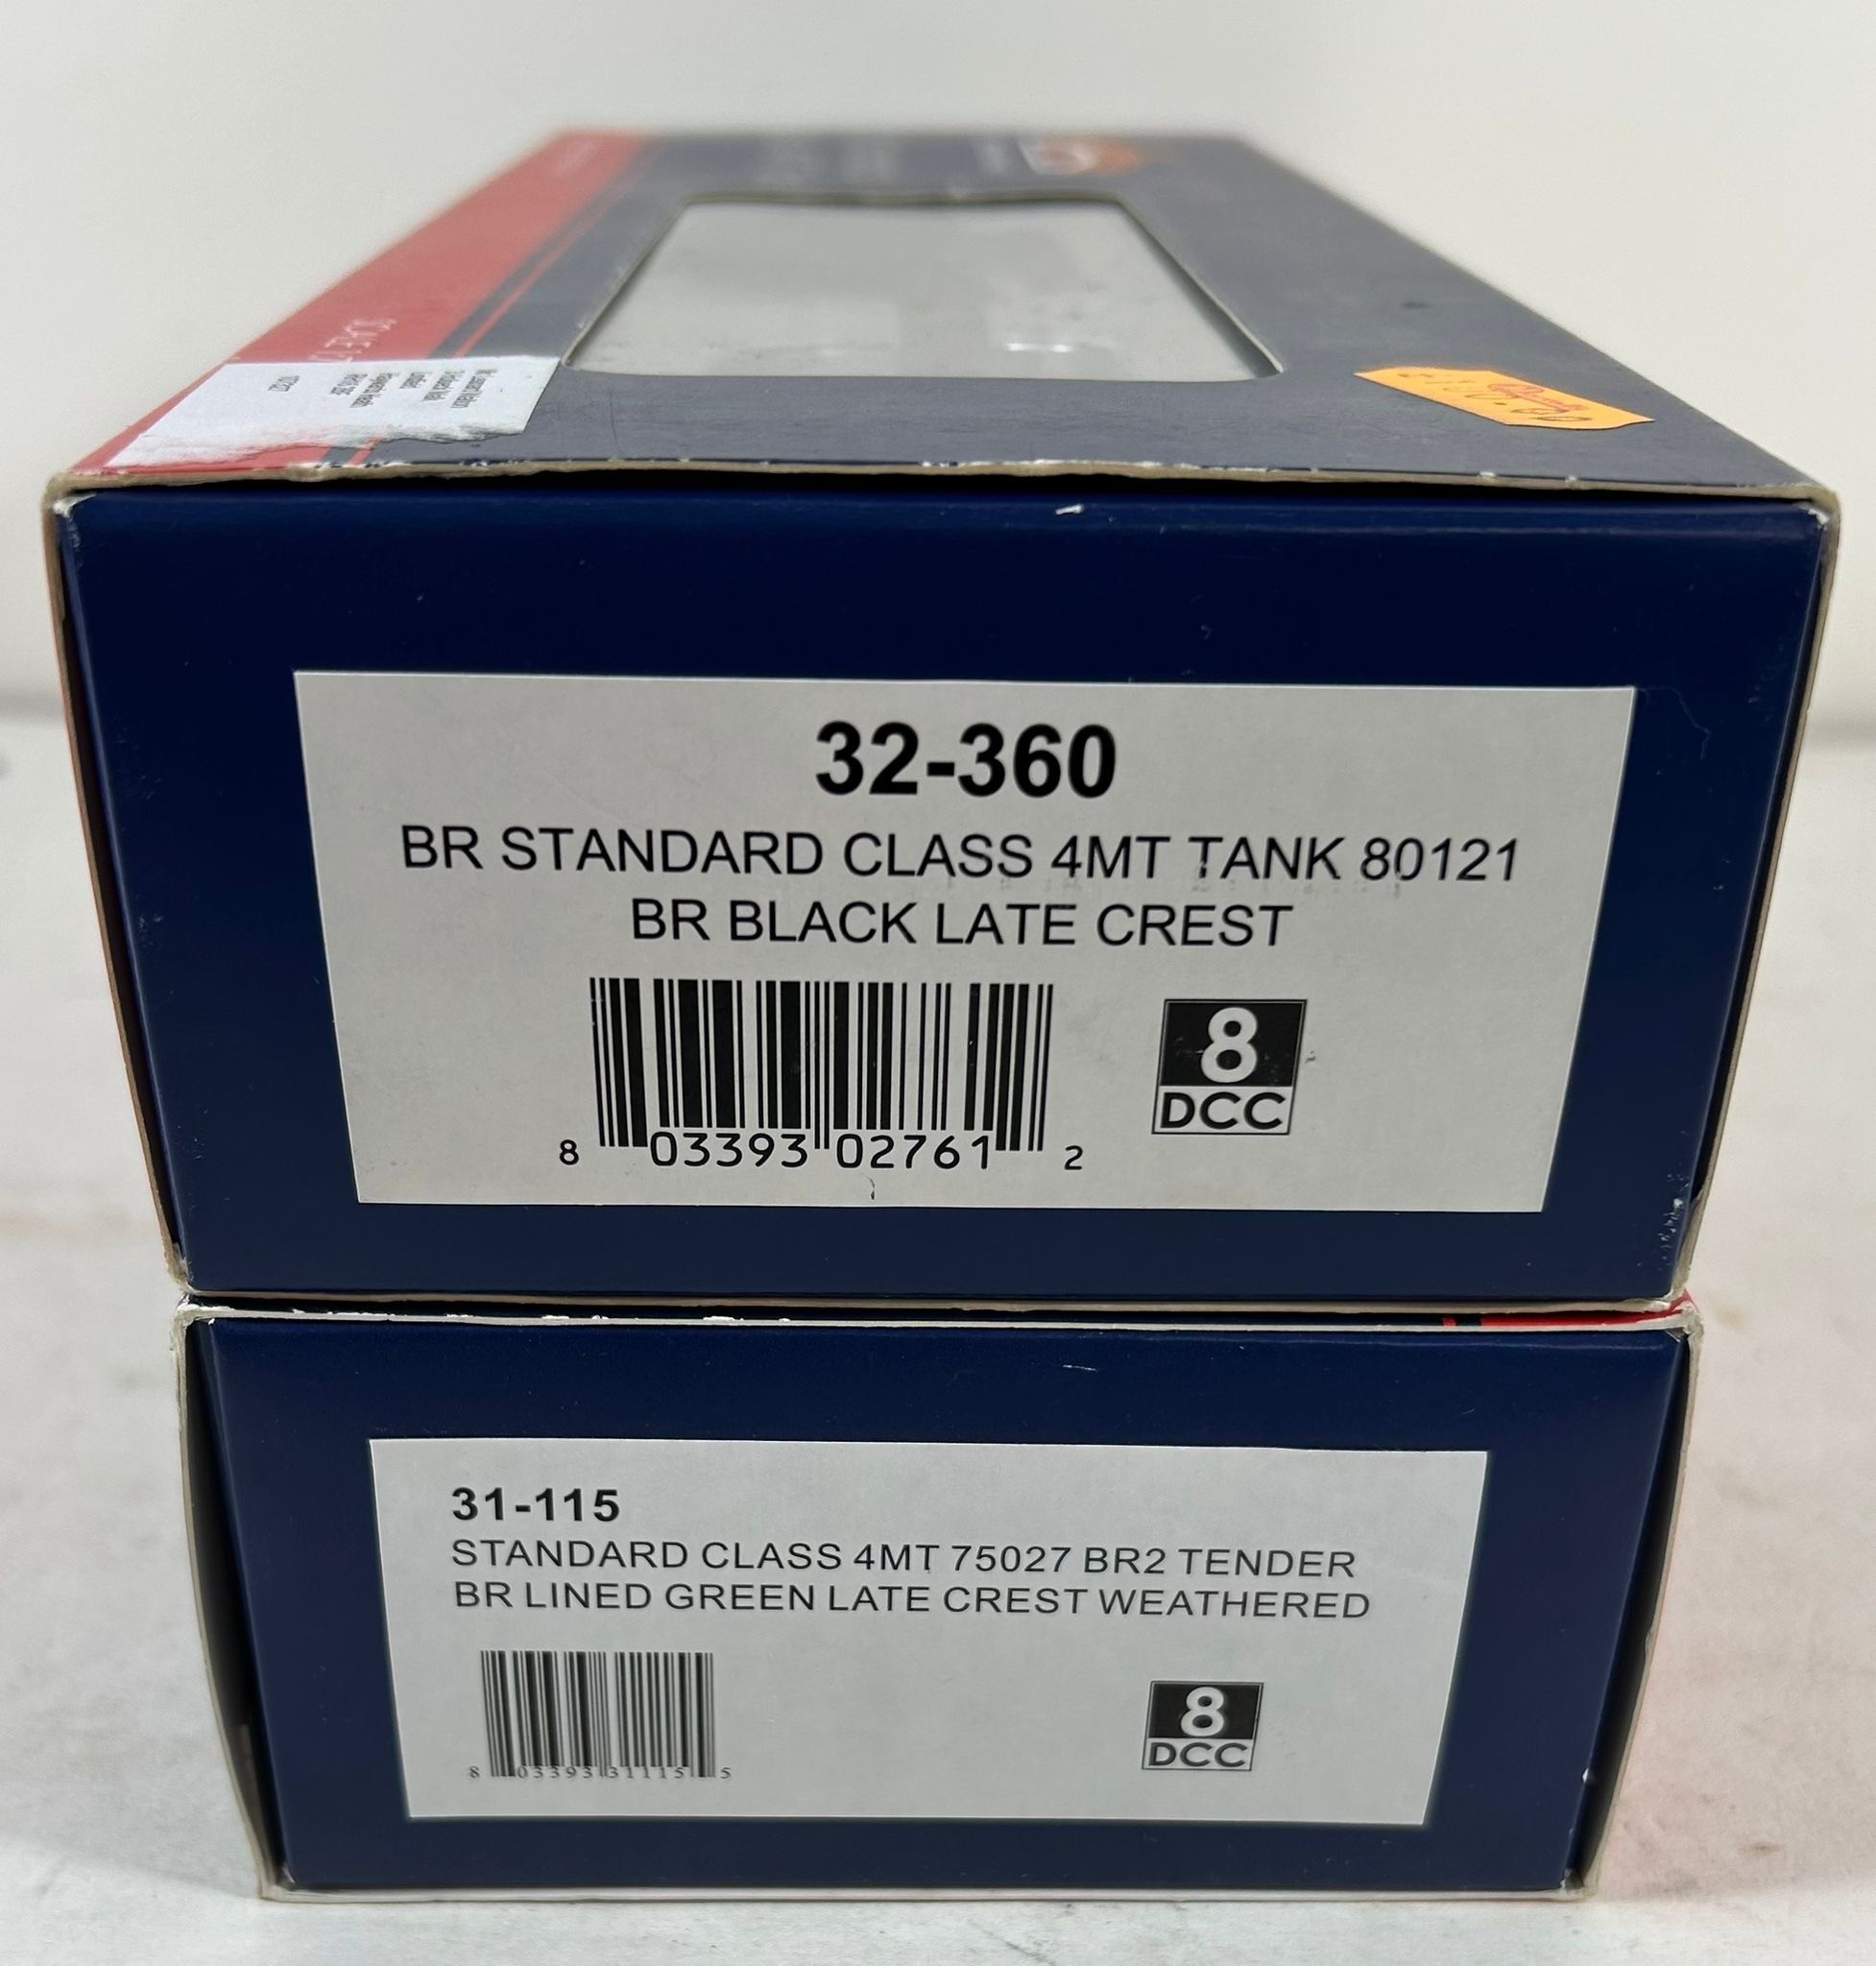 32-360
BR STANDARD CLASS 4MT TANK 80121
BR BLACK LATE CREST
8 03393 02761 2
8
DCC
31-115
STANDARD CLASS 4MT 75027 BR2 TENDER
BR LINED GREEN LATE CREST WEATHERED
8 03393 31115 5
8
DCC